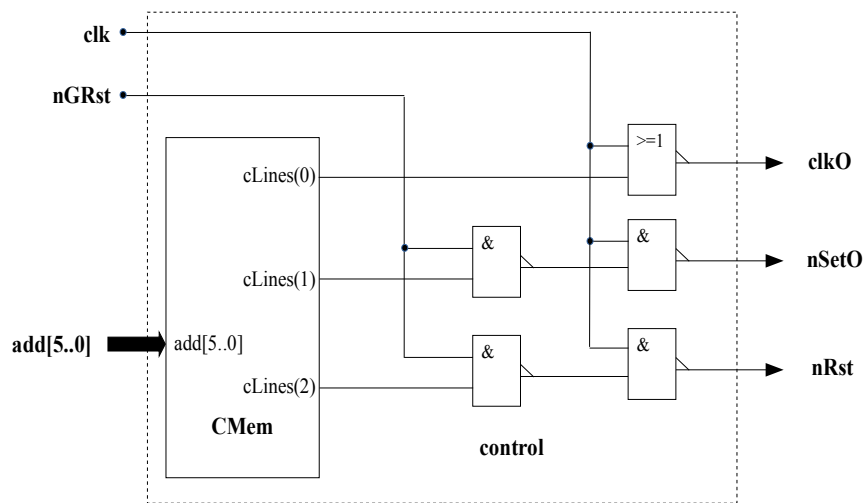 clk
nGRst
>=1
clkO
cLines(0)
&
&
nSetO
cLines(1)
add[5..0]
add[5..0]
&
&
nRst
cLines(2)
CMem
control